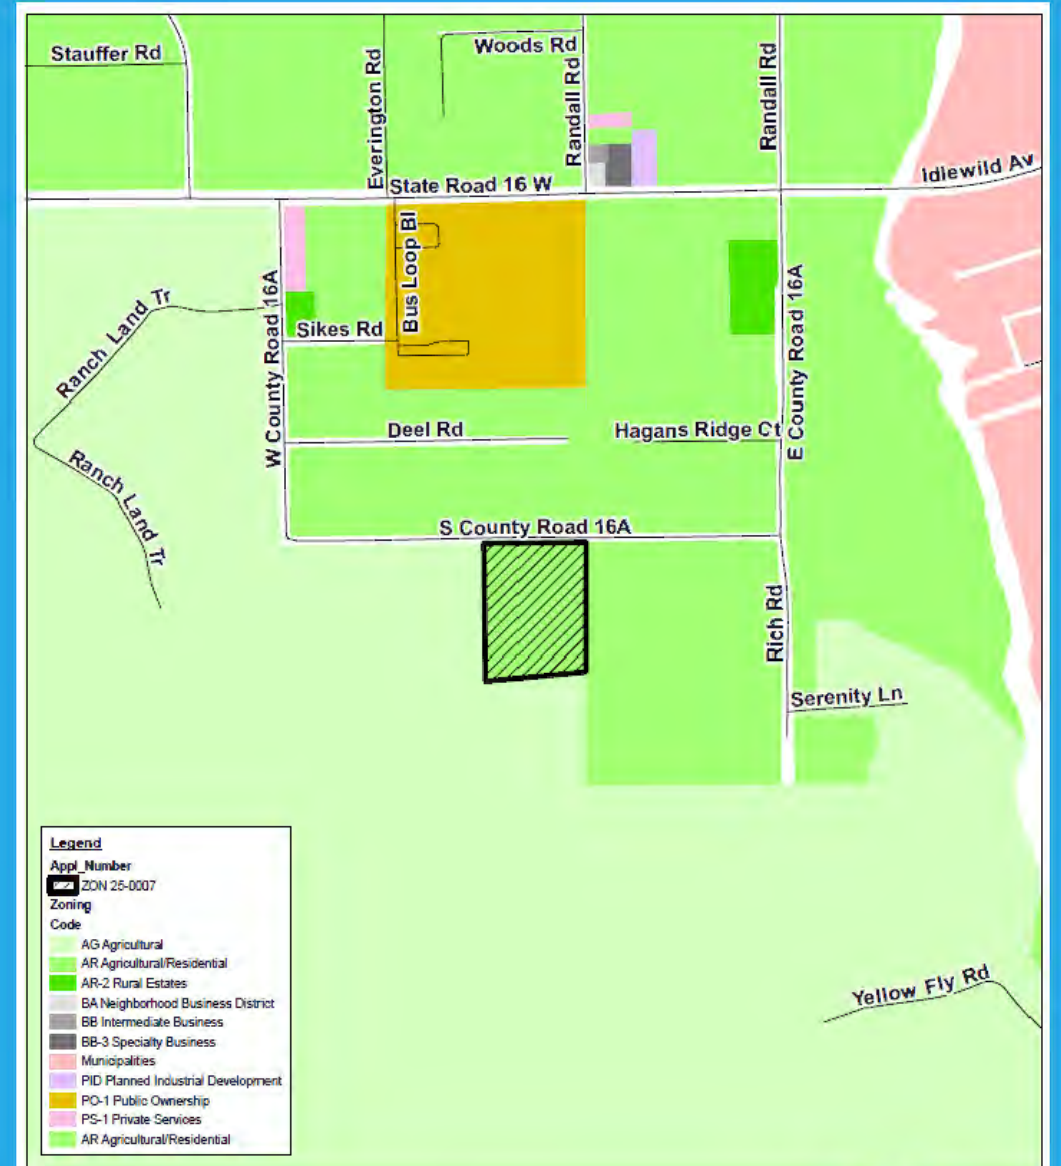 Stauffer Rd
Everington Rd
Woods Rd
Randall Rd
Randall Rd
Idlewild Av
State Road 16 W
Bus Loop Bl
W County Road 16A
Ranch Land Tr
Sikes Rd
E County Road 16A
Deel Rd
Hagans Ridge Ct
Ranch Land Tr
S County Road 16A
Rich Rd
Serenity Ln
Yellow Fly Rd
Legend
Appl_Number
ZON 25-0007
Zoning
Code
AG Agricultural
AR Agricultural/Residential
AR-2 Rural Estates
BA Neighborhood Business District
BB Intermediate Business
BB-3 Specialty Business
Municipalities
PID Planned Industrial Development
PO-1 Public Ownership
PS-1 Private Services
AR Agricultural/Residential